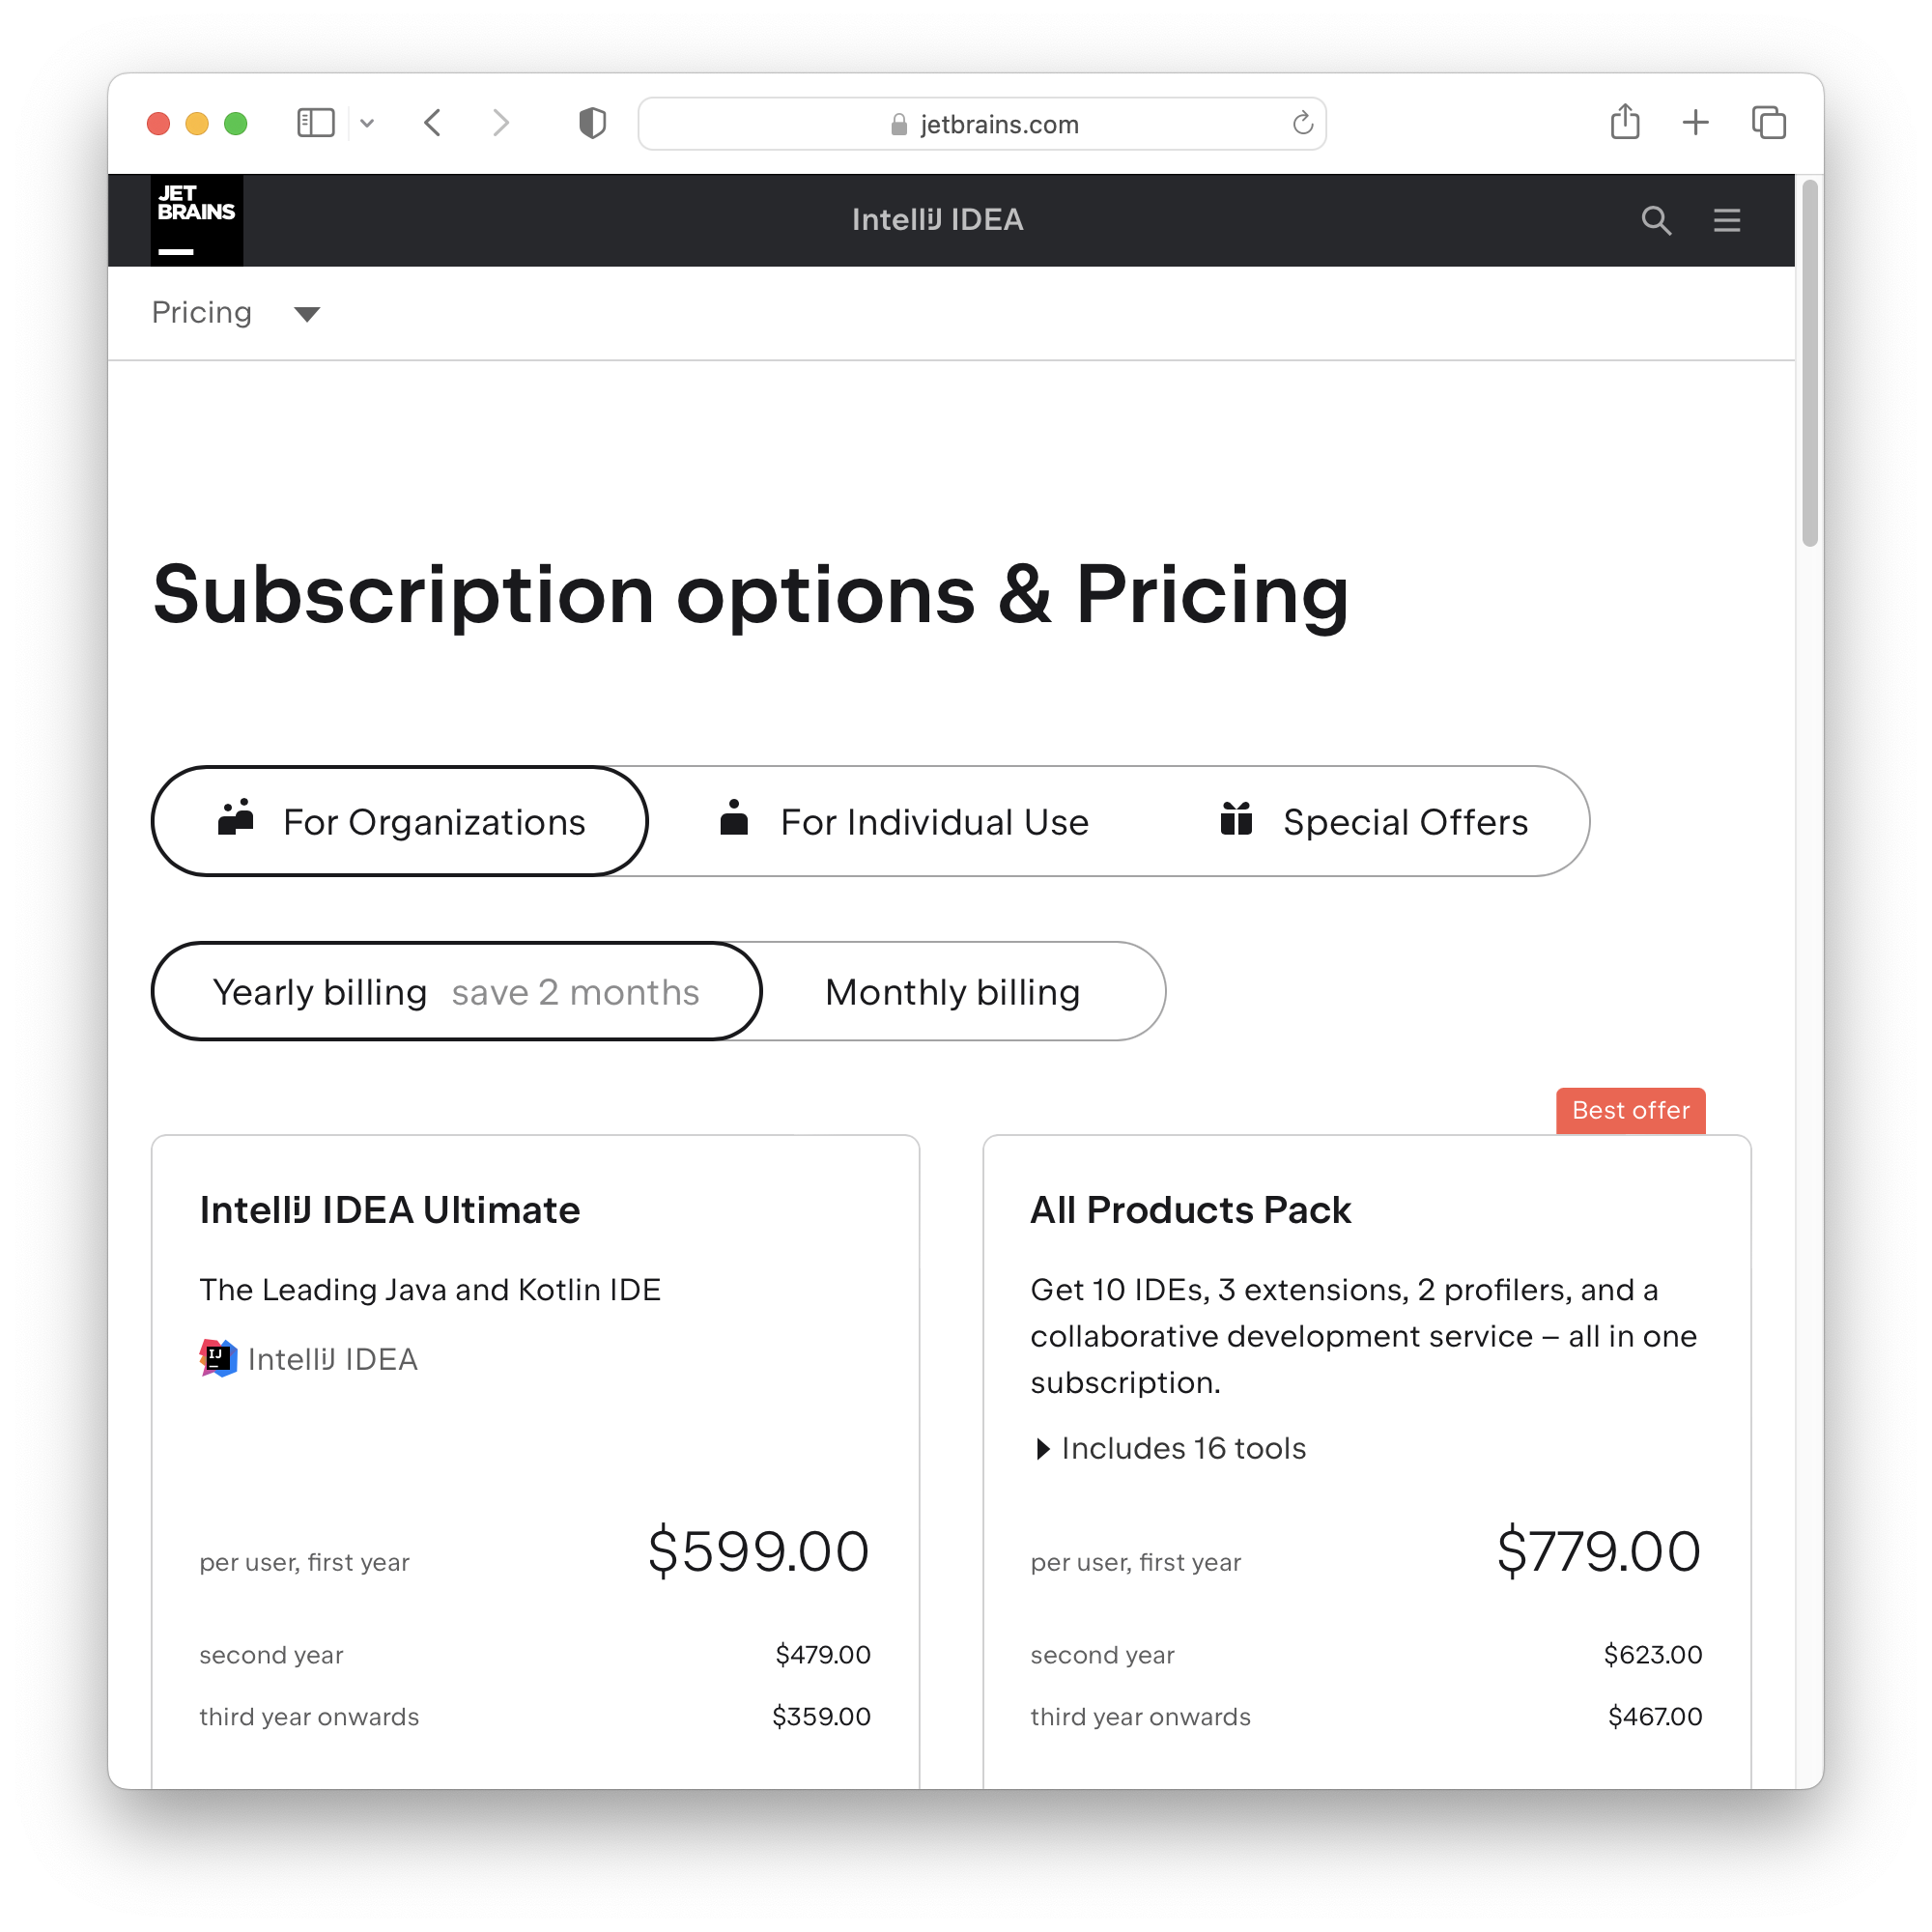 jetbrains.com
JET
BRAINS
IntelliJ IDEA
Pricing
Subscription options & Pricing
For Organizations
For Individual Use
Special Offers
Yearly billing save 2 months
Monthly billing
Best offer
IntelliJ IDEA Ultimate
The Leading Java and Kotlin IDE
IJ
IntelliJ IDEA
per user, first year
$599.00
second year
$479.00
third year onwards
$359.00
All Products Pack
Get 10 IDEs, 3 extensions, 2 profilers, and a
collaborative development service – all in one
subscription.
Includes 16 tools
per user, first year
$779.00
second year
$623.00
third year onwards
$467.00